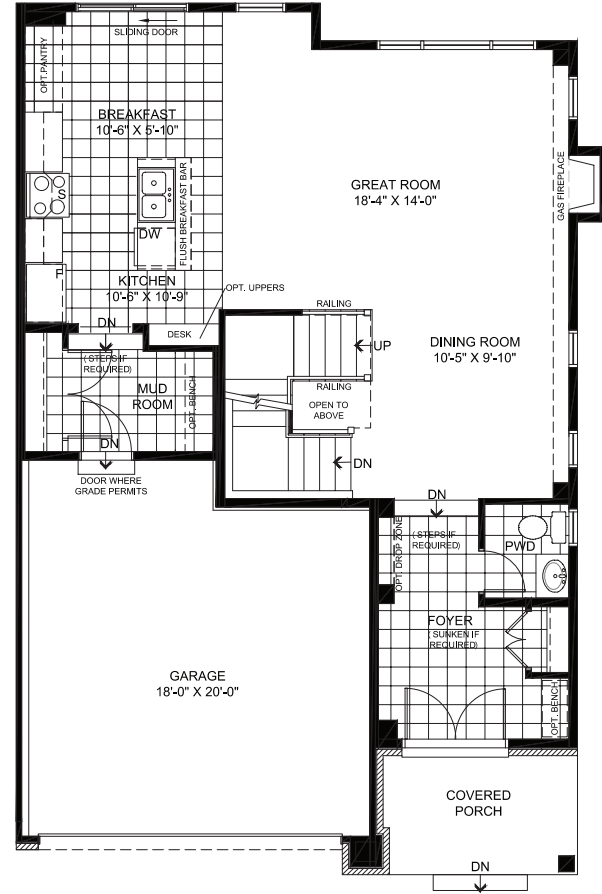 SLIDING DOOR
OPT.PANTRY
BREAKFAST
10'-6" X 5'-10"
S
FLUSH BREAKFAST BAR
DW
F
KITCHEN
10'-6" X 10'-9"
GREAT ROOM
18'-4" X 14'-0"
GAS FIREPLACE
OPT. UPPERS
RAILING
DN
DESK
UP
DINING ROOM
10'-5" X 9'-10"
( STEPS IF
REQUIRED)
MUD
ROOM
OPT. BENCH
RAILING
OPEN TO
ABOVE
DN
DN
DOOR WHERE
GRADE PERMITS
DN
OPT. DROP ZONE
( STEPS IF
REQUIRED)
PWD
FOYER
( SUNKEN IF
REQUIRED)
OPT. BENCH
GARAGE
18'-0" X 20'-0"
COVERED
PORCH
DN